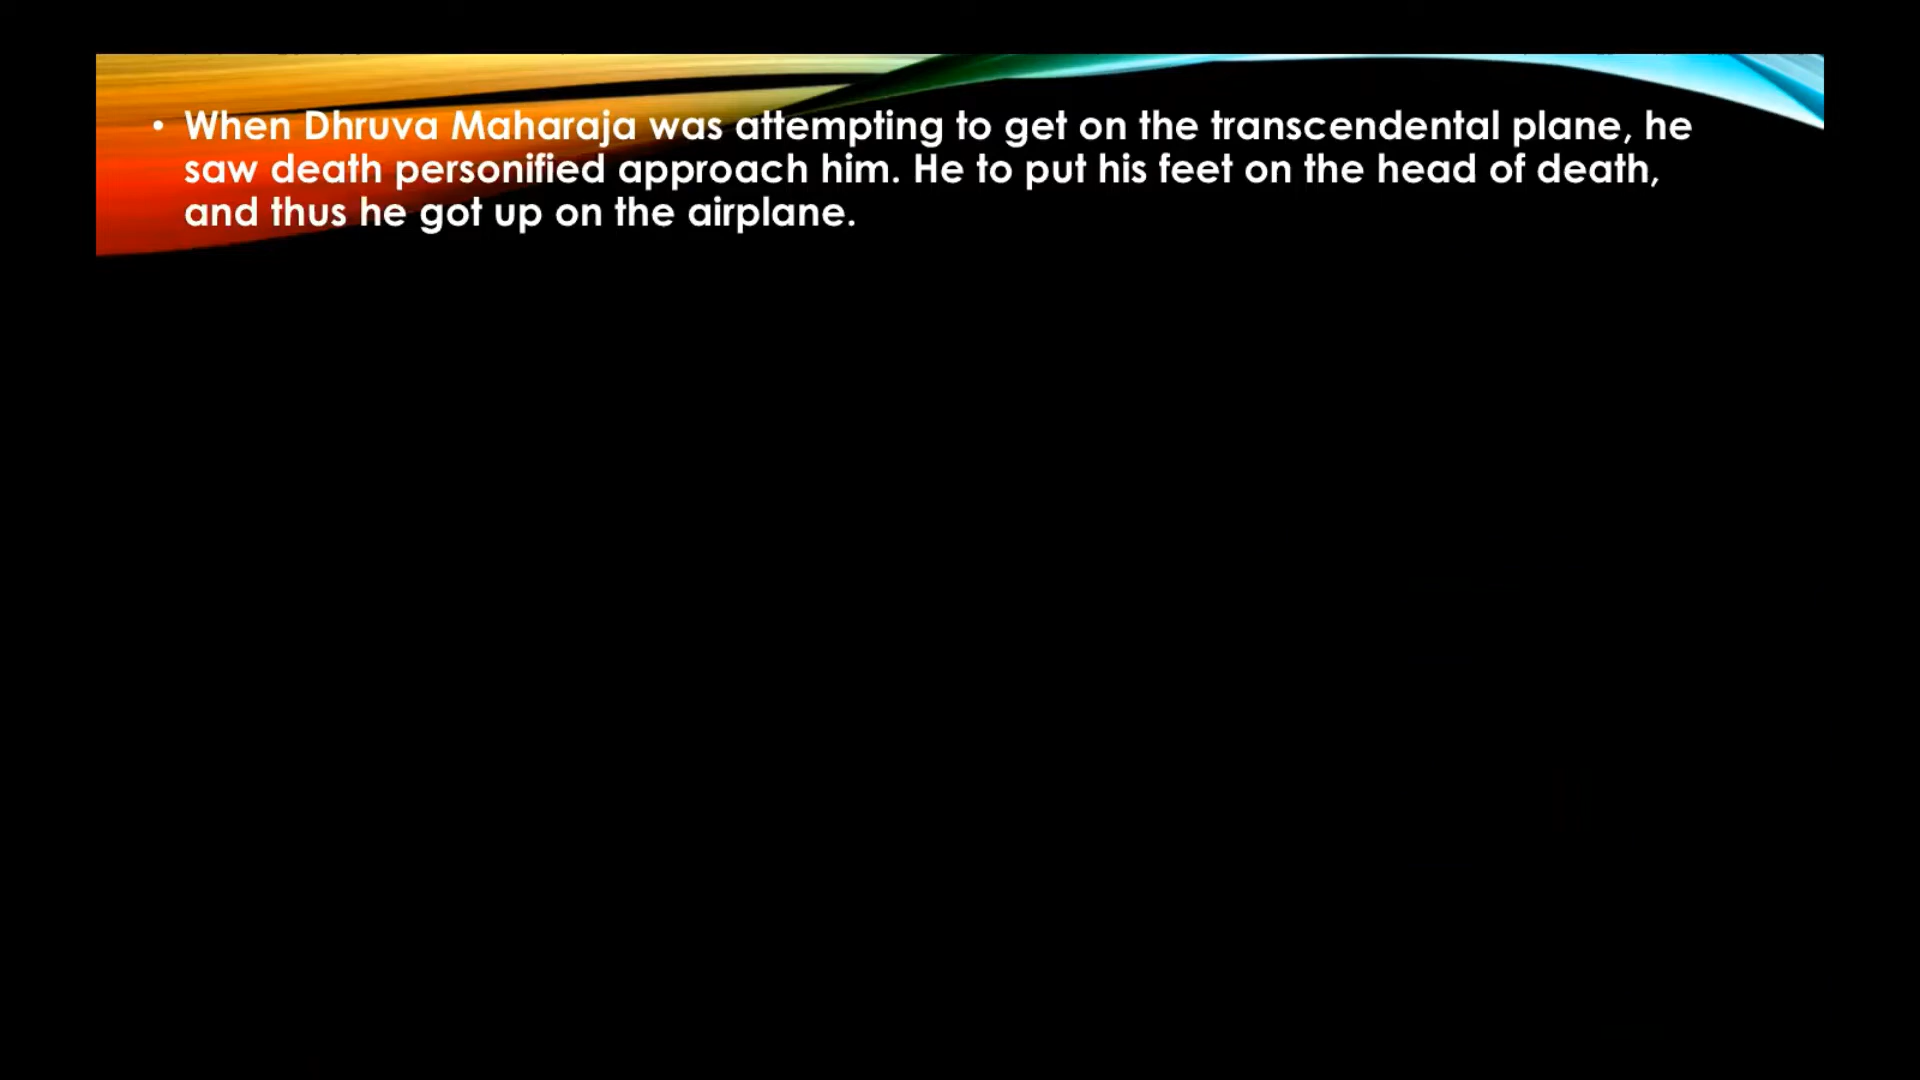 • When Dhruva Maharaja was attempting to get on the transcendental plane, he
saw death personified approach him. He to put his feet on the head of death,
and thus he got up on the airplane.